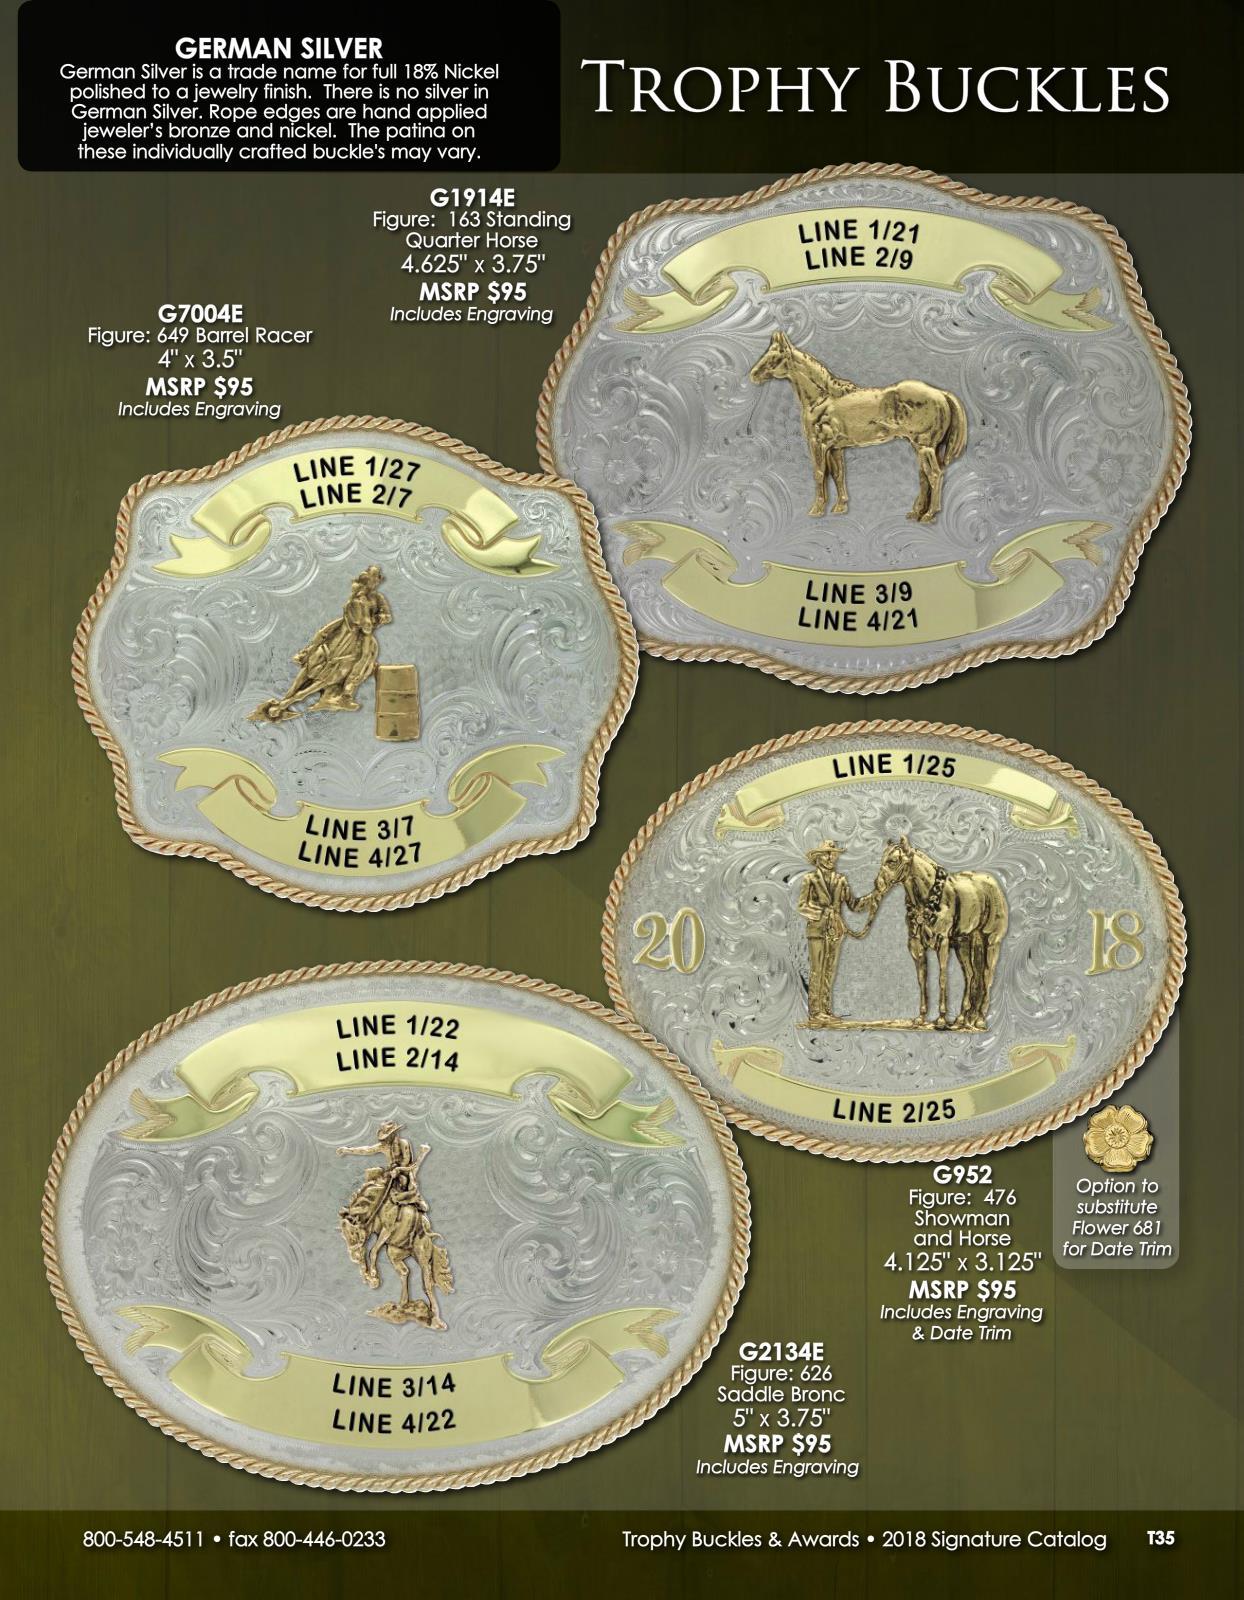 GERMAN SILVER
German Silver is a trade name for full 18% Nickel
polished to a jewelry finish.  There is no silver in
German Silver. Rope edges are hand applied
jeweler's bronze and nickel.  The patina on
these individually crafted buckle's may vary.
TROPHY BUCKLES
G1914E
Figure:  163 Standing
Quarter Horse
4.625" x 3.75"
MSRP $95
Includes Engraving
LINE 1/21
LINE 2/9
LINE 3/9
LINE 4/21
G7004E
Figure: 649 Barrel Racer
4" x 3.5"
MSRP $95
Includes Engraving
LINE 1/27
LINE 2/7
LINE 3/7
LINE 4/27
LINE 1/25
20 18
LINE 2/25
G952
Figure:  476
Showman
and Horse
4.125" x 3.125"
MSRP $95
Includes Engraving
& Date Trim
Option to
substitute
Flower 681
for Date Trim
LINE 1/22
LINE 2/14
LINE 3/14
LINE 4/22
G2134E
Figure: 626
Saddle Bronc
5" x 3.75"
MSRP $95
Includes Engraving
800-548-4511 • fax 800-446-0233
Trophy Buckles & Awards • 2018 Signature Catalog T35